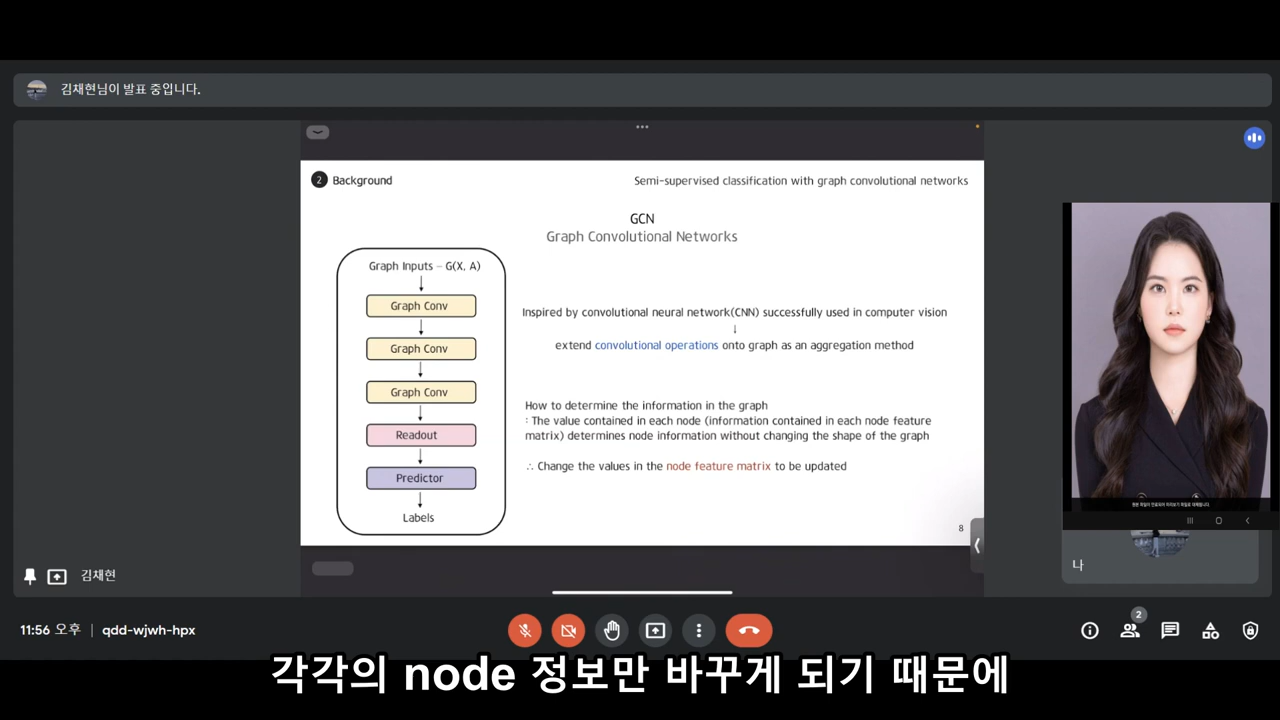 김채현님이 발표 중입니다.
2 Background
Semi-supervised classification with graph convolutional networks
GCN
Graph Convolutional Networks
Graph Inputs – G(X, A)
Graph Conv
Graph Conv
Graph Conv
Readout
Predictor
Labels
Inspired by convolutional neural network(CNN) successfully used in computer vision
↓
extend convolutional operations onto graph as an aggregation method
How to determine the information in the graph
: The value contained in each node (information contained in each node feature
matrix) determines node information without changing the shape of the graph
∴ Change the values in the node feature matrix to be updated
8
김채현
나
11:56 오후 | qdd-wjwh-hpx
2
각각의 node 정보만 바꾸게 되기 때문에